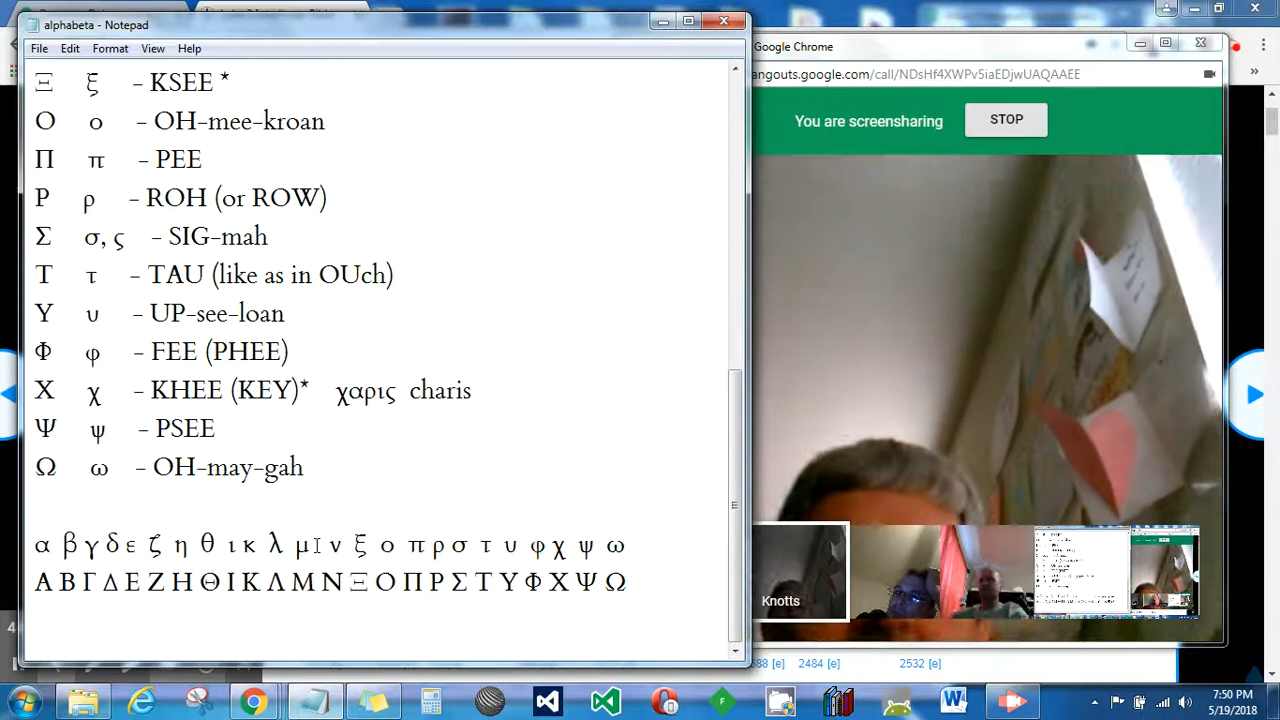 alphabeta - Notepad
File Edit Format View Help
Ξ ξ - KSEE *
Ο ο - OH-mee-kroan
Π π - PEE
Ρ ρ - ROH (or ROW)
Σ σ, ς - SIG-mah
Τ τ - TAU (like as in OUch)
Υ υ - UP-see-loan
Φ φ - FEE (PHEE)
Χ χ - KHEE (KEY)* χαρις charis
Ψ ψ - PSEE
Ω ω - OH-may-gah
α β γ δ ε ζ η θ ι κ λ μ ν ξ ο π ρ σ τ υ φ χ ψ ω
Α Β Γ Δ Ε Ζ Η Θ Ι Κ Λ Μ Ν Ξ Ο Π Ρ Σ Τ Υ Φ Χ Ψ Ω
Google Chrome
angouts.google.com/call/NDsHf4XWPv5iaEDjwUAQAAEE
You are screensharing STOP
Knotts
2484 [e] 2532 [e]
7:50 PM
5/19/2018